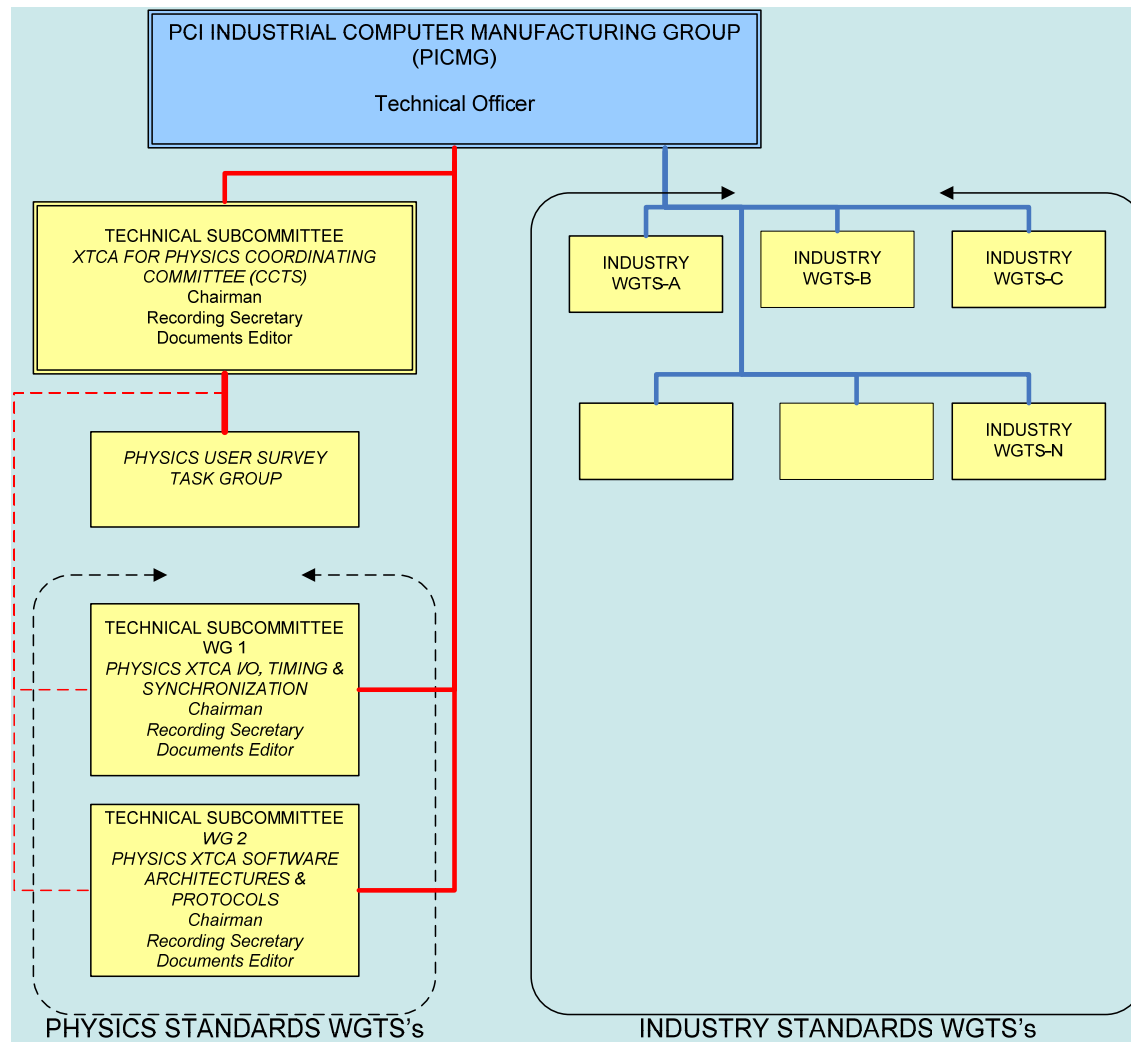 PCI INDUSTRIAL COMPUTER MANUFACTURING GROUP
(PICMG)
Technical Officer
TECHNICAL SUBCOMMITTEE
XTCA FOR PHYSICS COORDINATING
COMMITTEE (CCTS)
Chairman
Recording Secretary
Documents Editor
PHYSICS USER SURVEY
TASK GROUP
TECHNICAL SUBCOMMITTEE
WG 1
PHYSICS XTCA I/O, TIMING &
SYNCHRONIZATION
Chairman
Recording Secretary
Documents Editor
TECHNICAL SUBCOMMITTEE
WG 2
PHYSICS XTCA SOFTWARE
ARCHITECTURES &
PROTOCOLS
Chairman
Recording Secretary
Documents Editor
PHYSICS STANDARDS WGTS's
INDUSTRY
WGTS-A
INDUSTRY
WGTS-B
INDUSTRY
WGTS-C
INDUSTRY
WGTS-N
INDUSTRY STANDARDS WGTS's